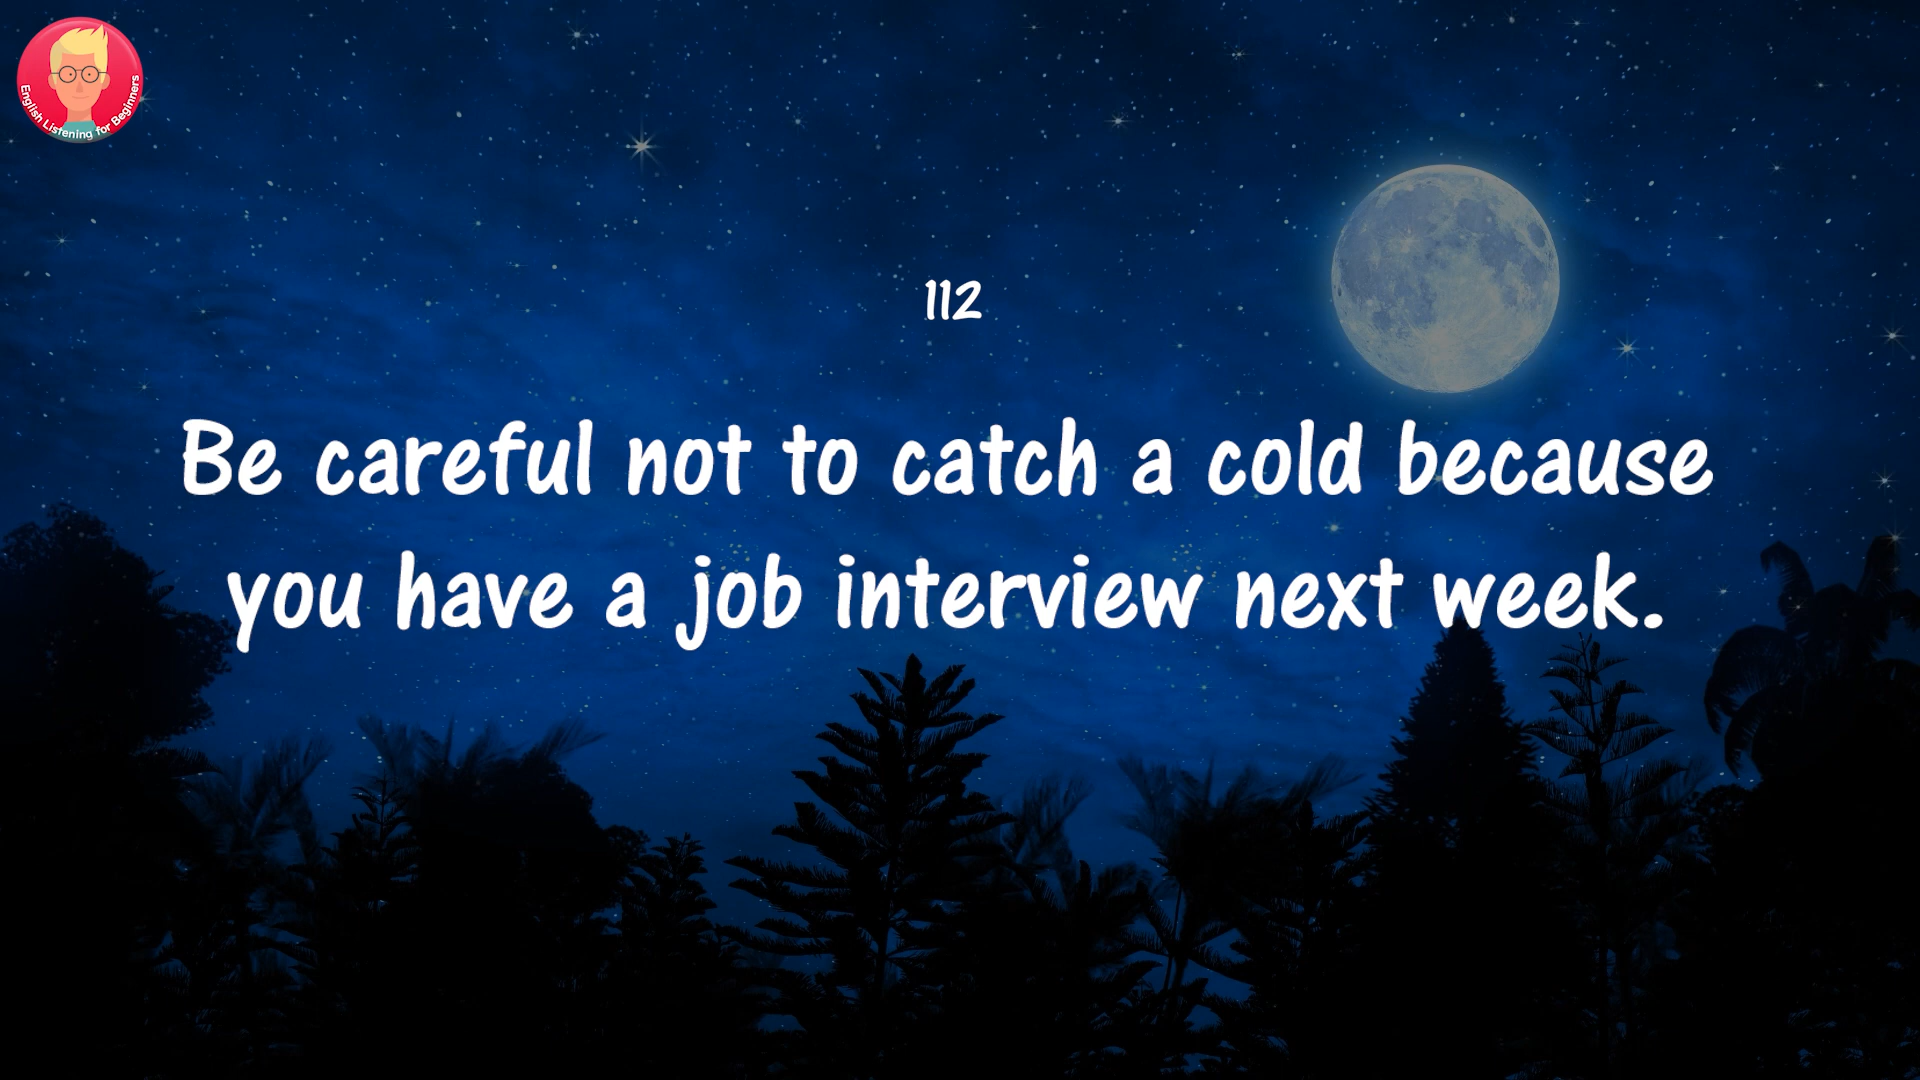 English Listening for Beginners
112
Be careful not to catch a cold because
you have a job interview next week.